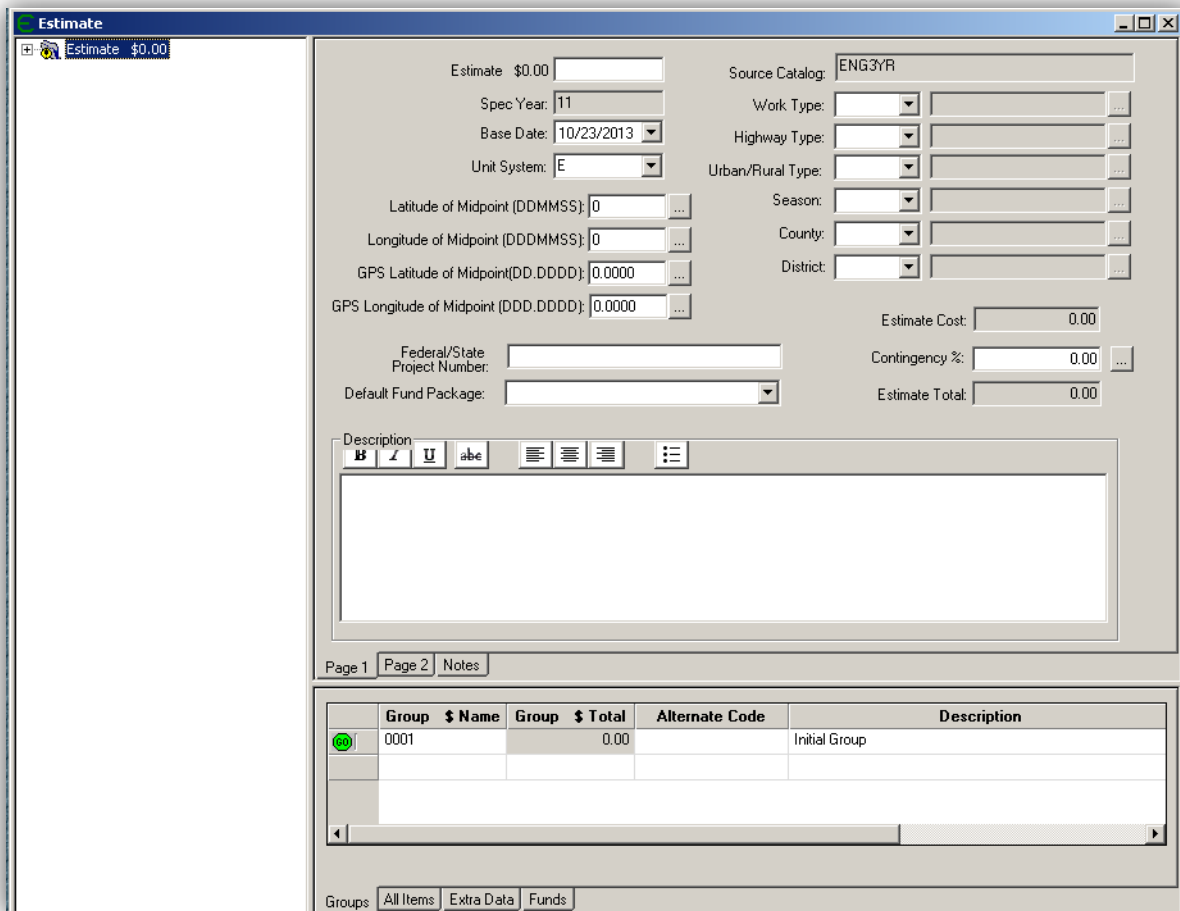 Estimate
Estimate $0.00
Estimate $0.00
Spec Year: 11
Base Date: 10/23/2013
Unit System: E
Latitude of Midpoint (DDMMSS): 0 ...
Longitude of Midpoint (DDDMMSS): 0 ...
GPS Latitude of Midpoint(DD.DDDD): 0.0000 ...
GPS Longitude of Midpoint (DDD.DDDD): 0.0000 ...
Source Catalog: ENG3YR
Work Type: ...
Highway Type: ...
Urban/Rural Type: ...
Season: ...
County: ...
District: ...
Federal/State
Project Number:
Default Fund Package:
Estimate Cost: 0.00
Contingency %: 0.00 ...
Estimate Total: 0.00
Description
B I U abc
Page 1 Page 2 Notes
Group $ Name Group $ Total Alternate Code Description
GO 0001 0.00 Initial Group
Groups All Items Extra Data Funds